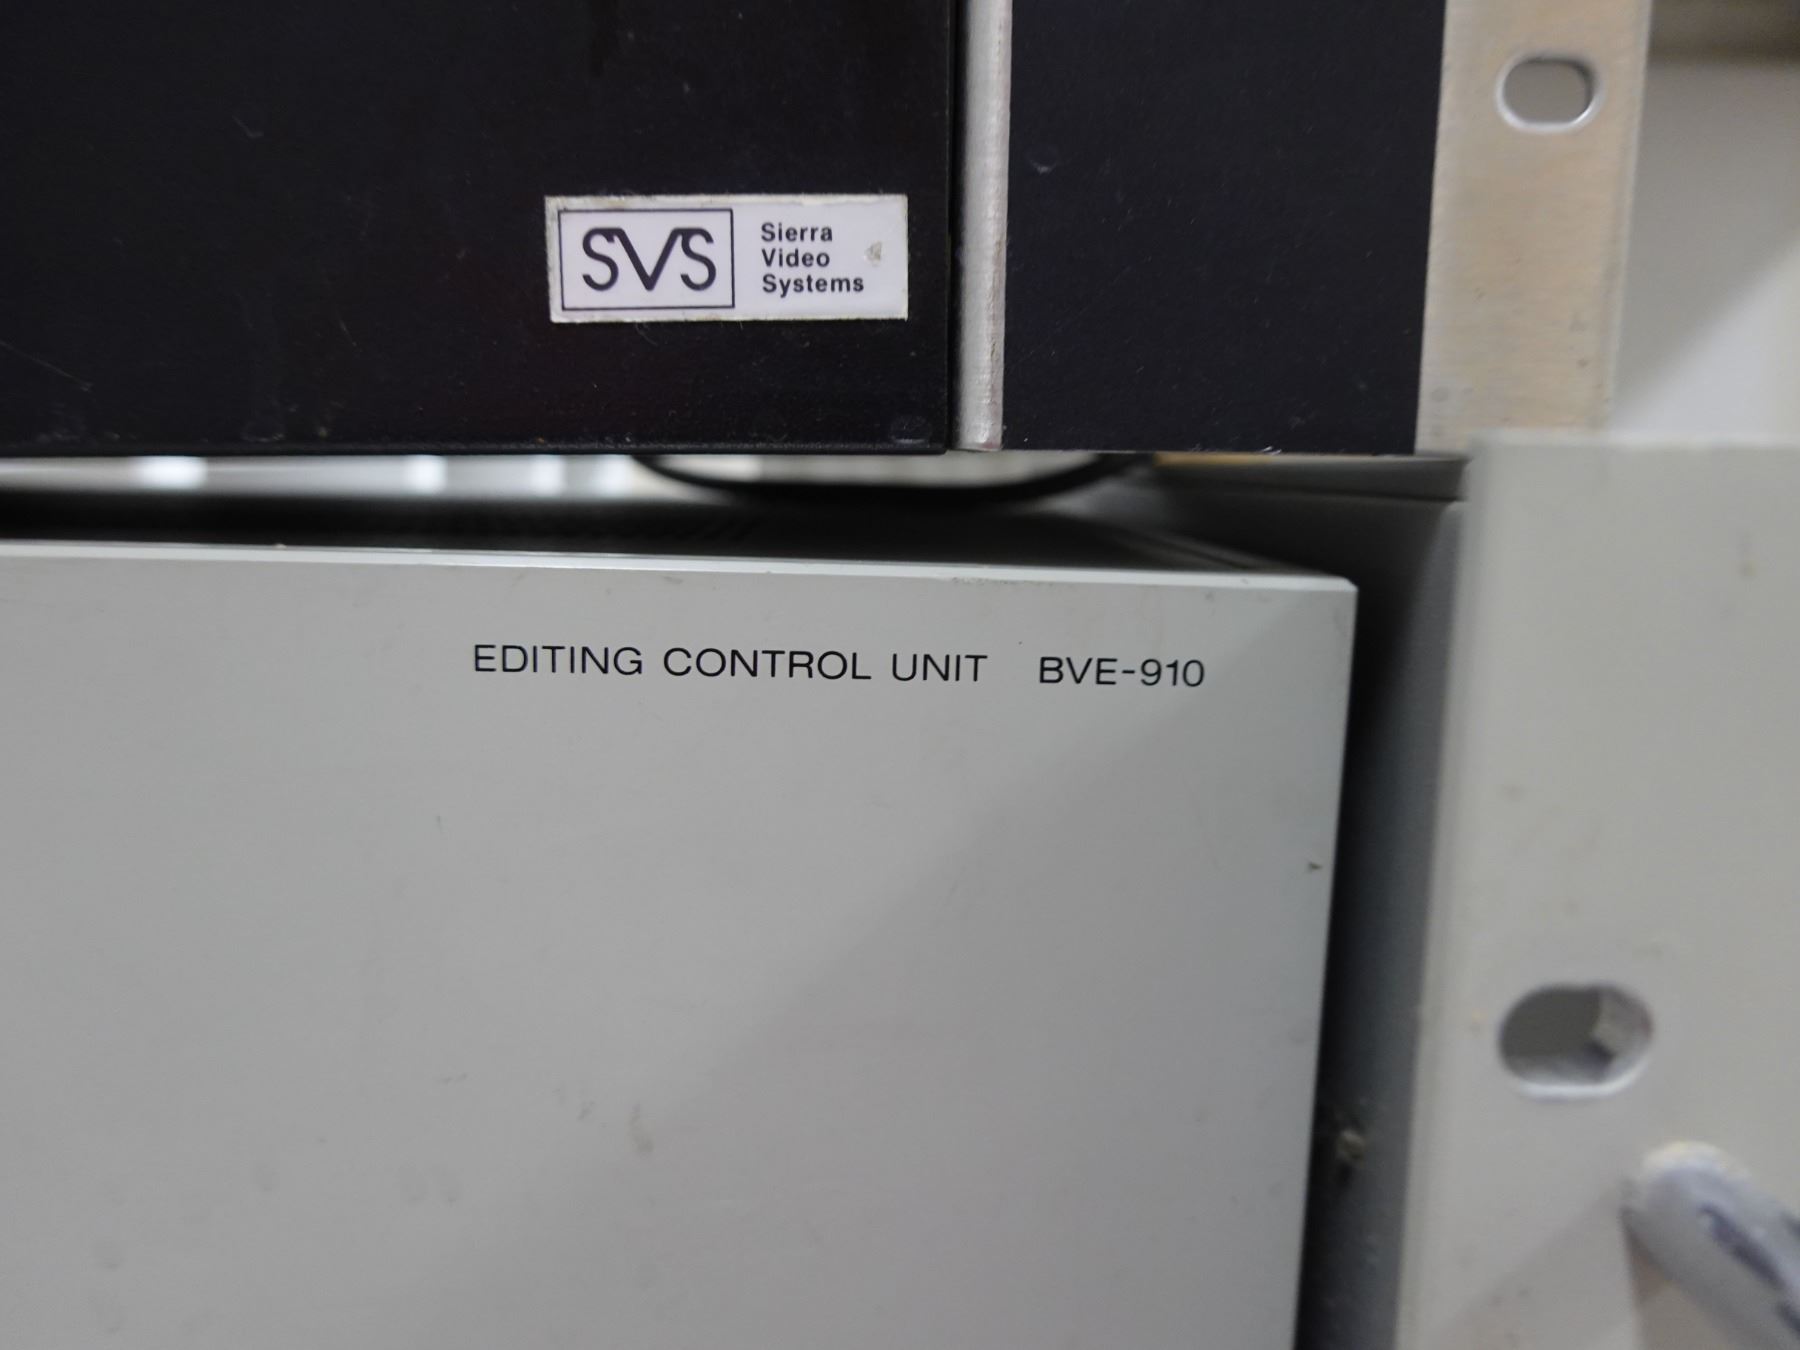 SVS
Sierra
Video
Systems
EDITING CONTROL UNIT BVE-910